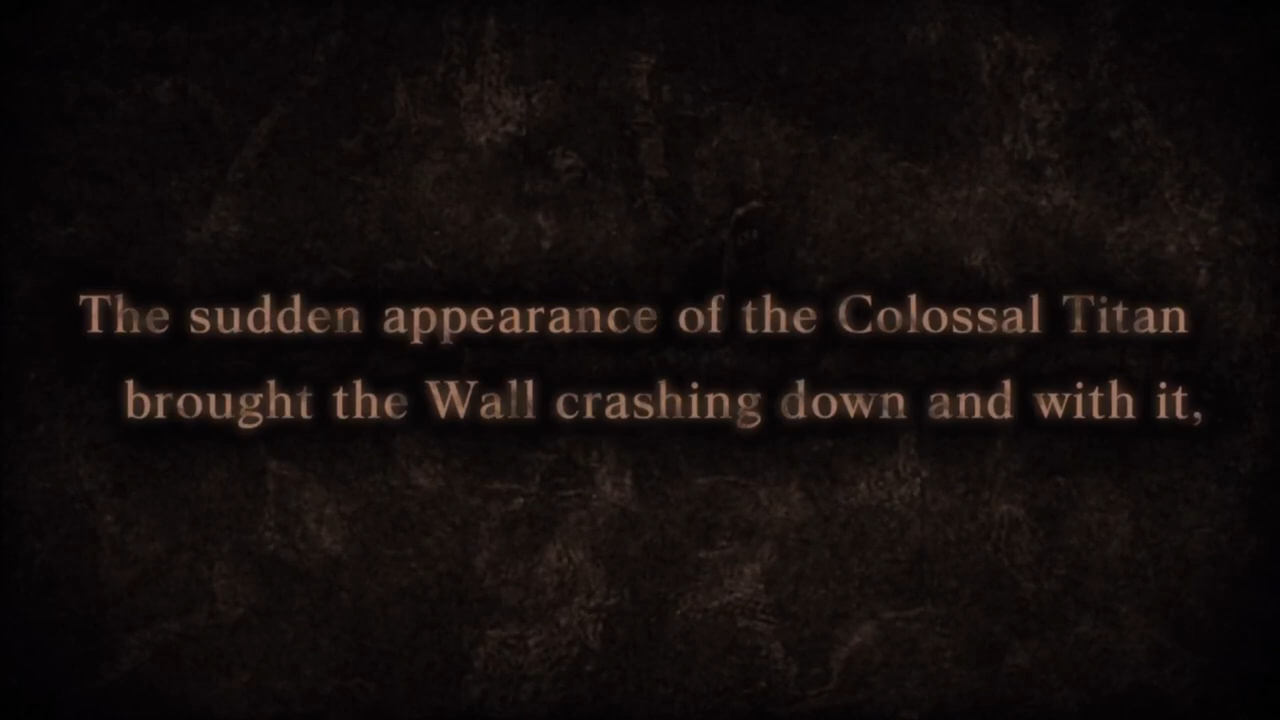 The sudden appearance of the Colossal Titan
brought the Wall crashing down and with it,